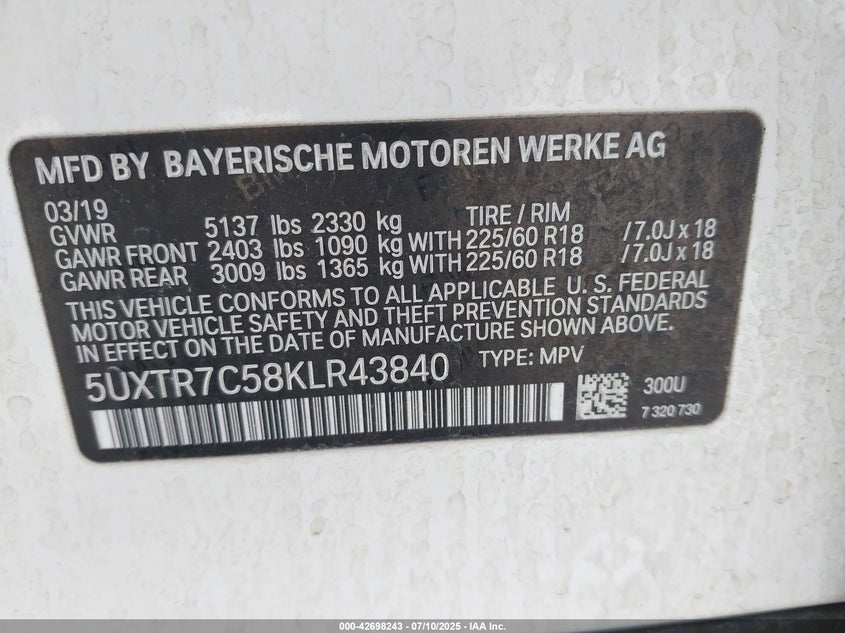 MFD BY BAYERISCHE MOTOREN WERKE AG
03/19 TIRE / RIM
GVWR 5137 lbs 2330 kg
GAWR FRONT 2403 lbs 1090 kg WITH 225/60 R18 /7.0J x 18
GAWR REAR 3009 lbs 1365 kg WITH 225/60 R18 /7.0J x 18
THIS VEHICLE CONFORMS TO ALL APPLICABLE U. S. FEDERAL
MOTOR VEHICLE SAFETY AND THEFT PREVENTION STANDARDS
IN EFFECT ON THE DATE OF MANUFACTURE SHOWN ABOVE.
5UXTR7C58KLR43840 TYPE: MPV
300U
7 320 730
000-42698243 / 07/10/2025 - IAA Inc.